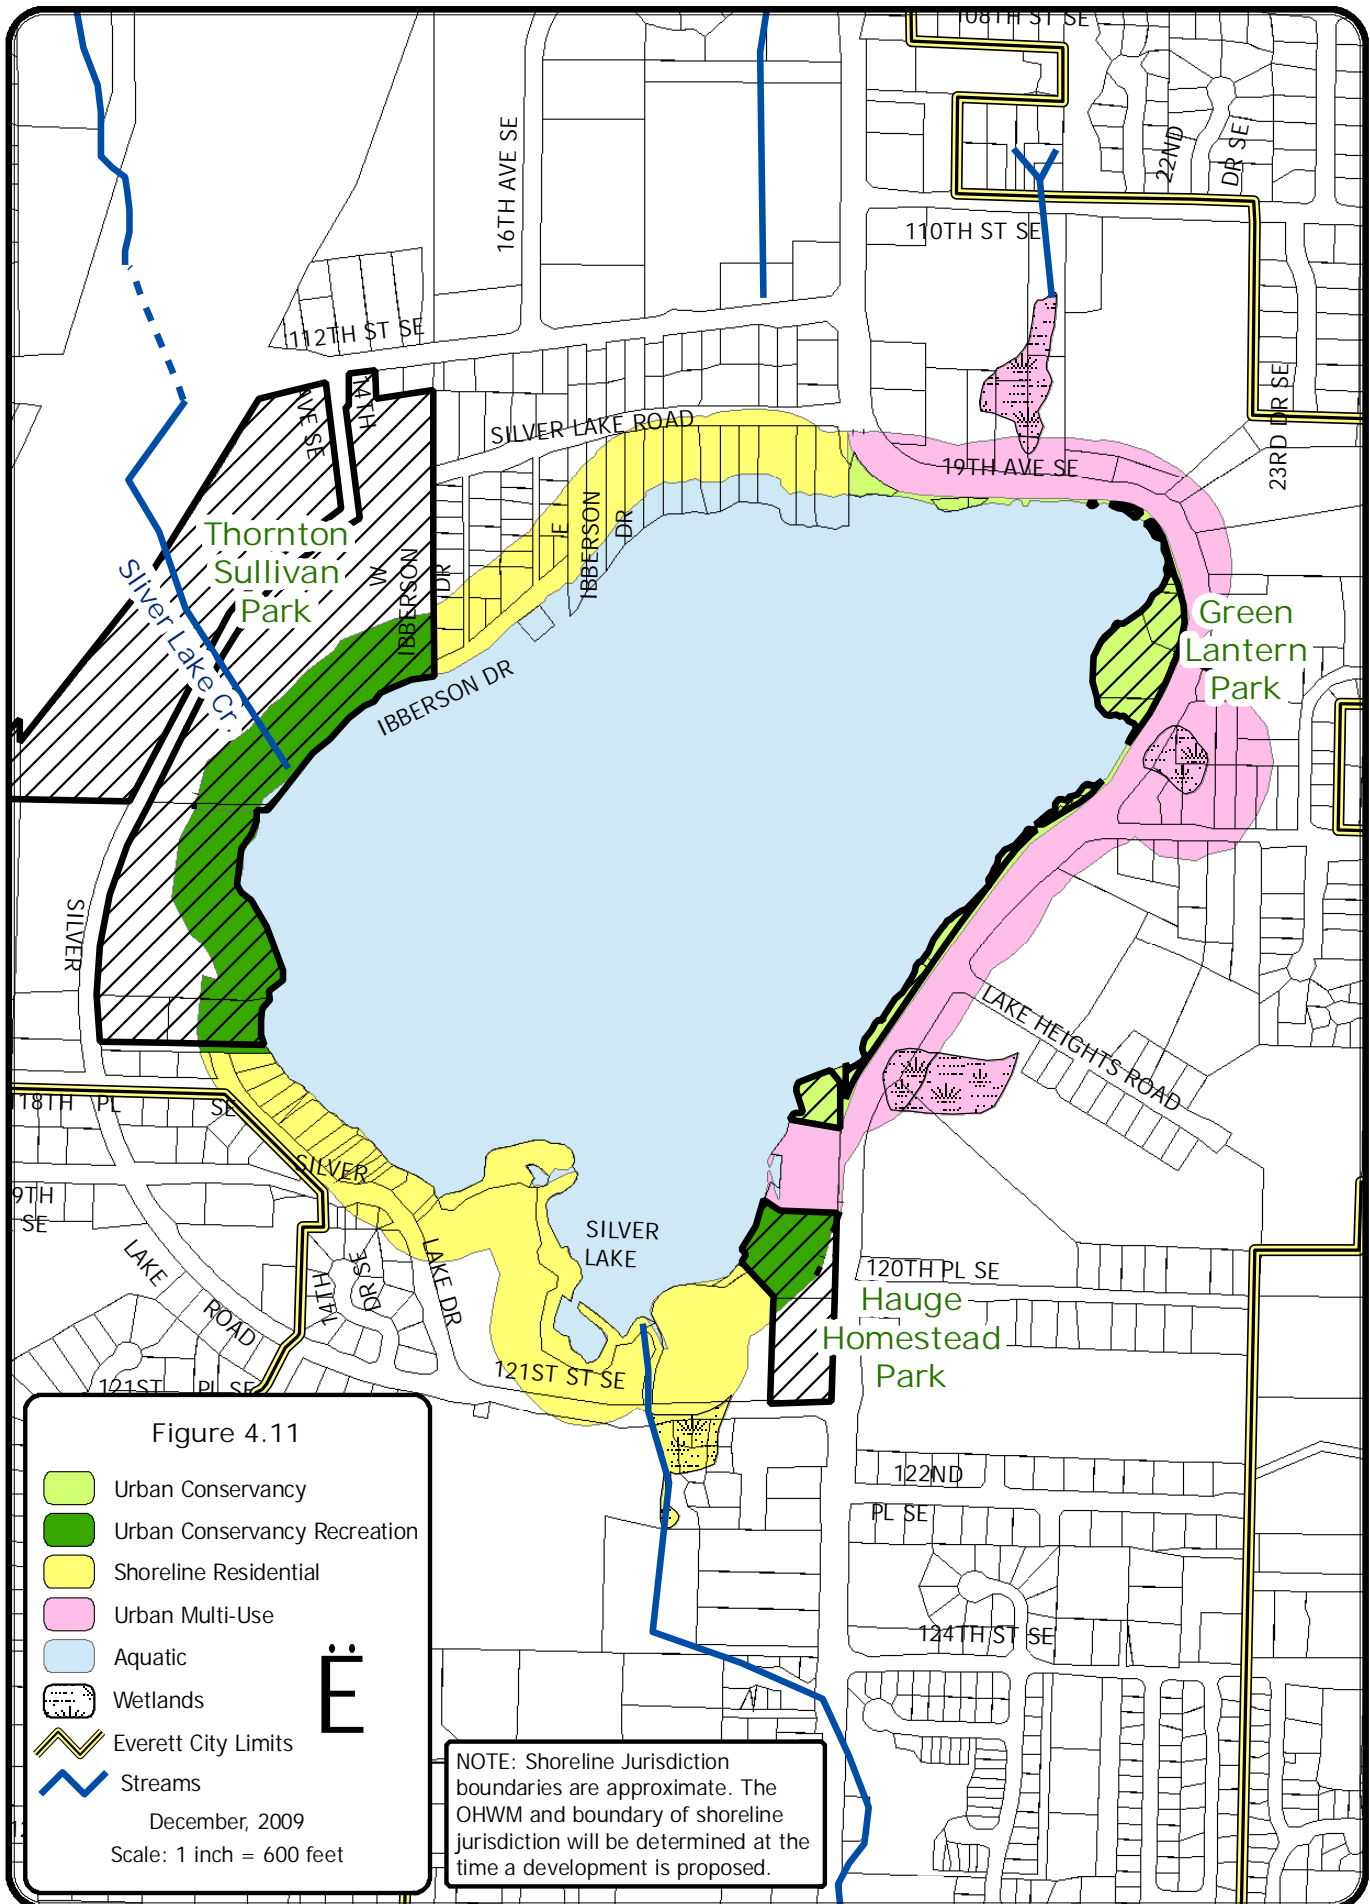 108TH ST SE
22ND
DR SE
16TH AVE SE
110TH ST SE
112TH ST SE
23RD DR SE
14TH
AVE SE
SILVER LAKE ROAD
19TH AVE SE
E
IBBERSON
DR
W
IBBERSON
DR
Thornton
Sullivan
Park
Sliver Lake Cr.
IBBERSON DR
Green
Lantern
Park
SILVER
LAKE HEIGHTS ROAD
118TH PL
SE
SILVER
9TH
SE
LAKE
ROAD
14TH
DR SE
LAKE DR
SILVER
LAKE
120TH PL SE
Hauge
Homestead
Park
121ST ST SE
121ST PL SE
122ND
PL SE
124TH ST SE
Figure 4.11
Urban Conservancy
Urban Conservancy Recreation
Shoreline Residential
Urban Multi-Use
Aquatic
Wetlands
Everett City Limits
Streams
Ë
December, 2009
Scale: 1 inch = 600 feet
NOTE: Shoreline Jurisdiction
boundaries are approximate. The
OHWM and boundary of shoreline
jurisdiction will be determined at the
time a development is proposed.